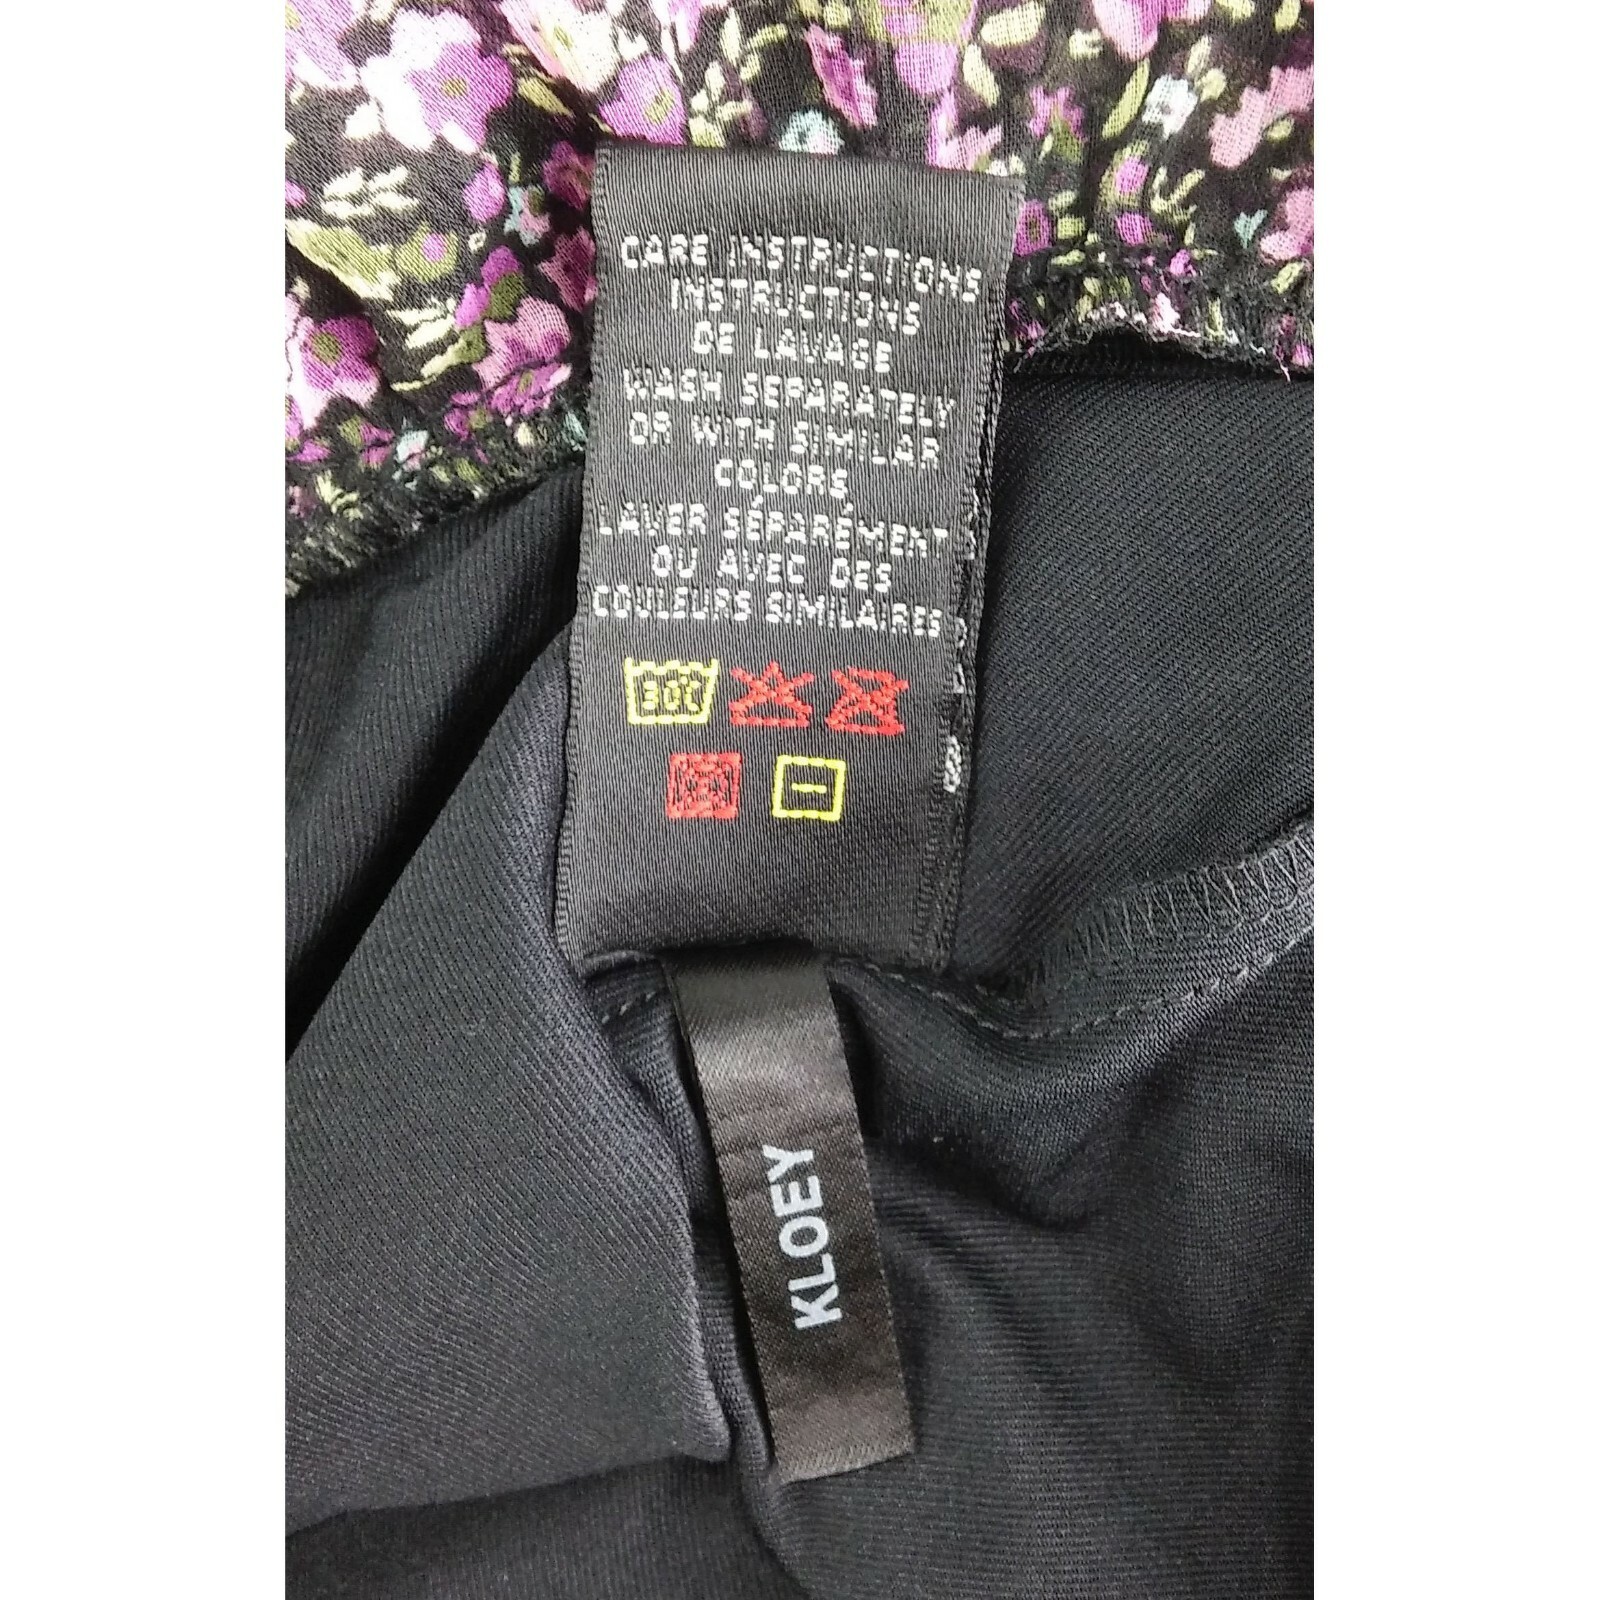 CARE INSTRUCTIONS
INSTRUCTIONS
DE LAVAGE
WASH SEPARATELY
OR WITH SIMILAR
COLORS,
LAVER SÉPARÉMENT
OU AVEC DES
COULEURS SIMILAIRES
30C
KLOEY